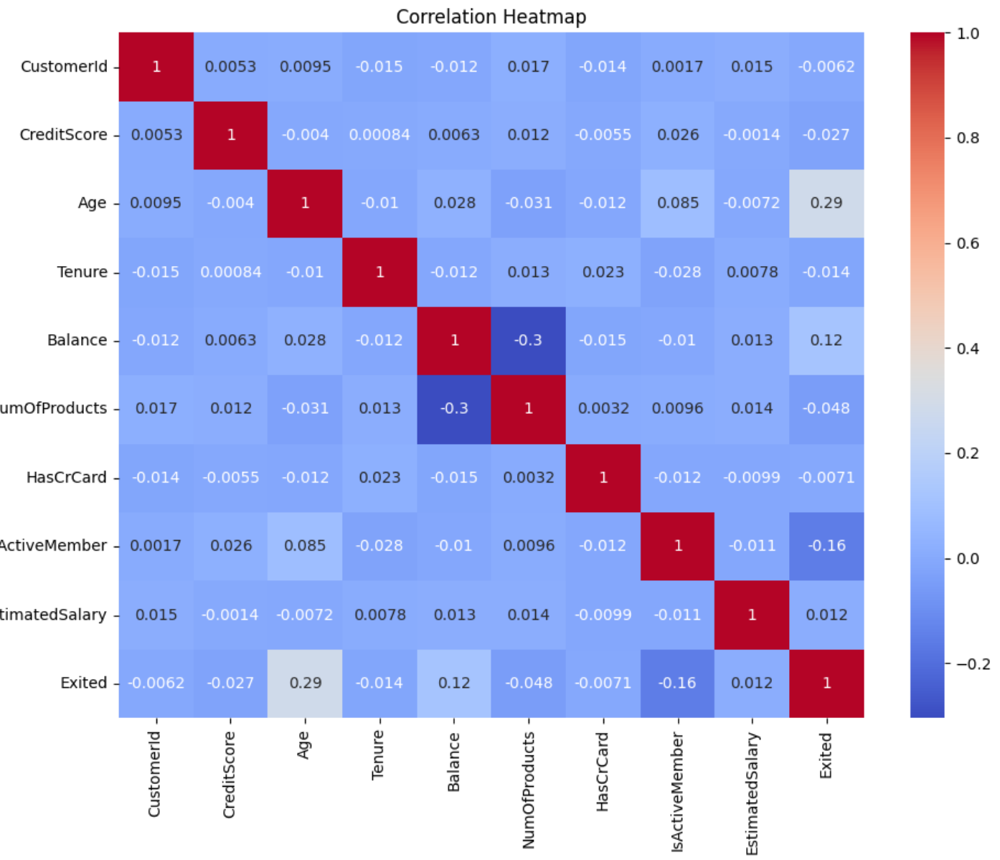 Correlation Heatmap
CustomerId 1 0.0053 0.0095 -0.015 -0.012 0.017 -0.014 0.0017 0.015 -0.0062
CreditScore 0.0053 1 -0.004 0.00084 0.0063 0.012 -0.0055 0.026 -0.0014 -0.027
Age 0.0095 -0.004 1 -0.01 0.028 -0.031 -0.012 0.085 -0.0072 0.29
Tenure -0.015 0.00084 -0.01 1 -0.012 0.013 0.023 -0.028 0.0078 -0.014
Balance -0.012 0.0063 0.028 -0.012 1 -0.3 -0.015 -0.01 0.013 0.12
umOfProducts 0.017 0.012 -0.031 0.013 -0.3 1 0.0032 0.0096 0.014 -0.048
HasCrCard -0.014 -0.0055 -0.012 0.023 -0.015 0.0032 1 -0.012 -0.0099 -0.0071
ActiveMember 0.0017 0.026 0.085 -0.028 -0.01 0.0096 -0.012 1 -0.011 -0.16
timatedSalary 0.015 -0.0014 -0.0072 0.0078 0.013 0.014 -0.0099 -0.011 1 0.012
Exited -0.0062 -0.027 0.29 -0.014 0.12 -0.048 -0.0071 -0.16 0.012 1
CustomerId
CreditScore
Age
Tenure
Balance
NumOfProducts
HasCrCard
IsActiveMember
EstimatedSalary
Exited
1.0
0.8
0.6
0.4
0.2
0.0
−0.2